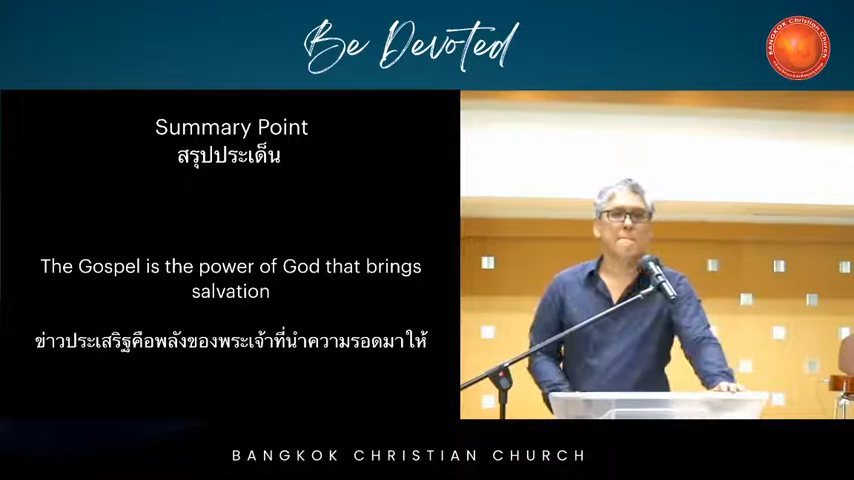 Be Devoted
BANGKOK Christian Church
Summary Point
สรุปประเด็น
The Gospel is the power of God that brings
salvation
ข่าวประเสริฐคือพลังของพระเจ้าที่นำความรอดมาให้
BANGKOK CHRISTIAN CHURCH